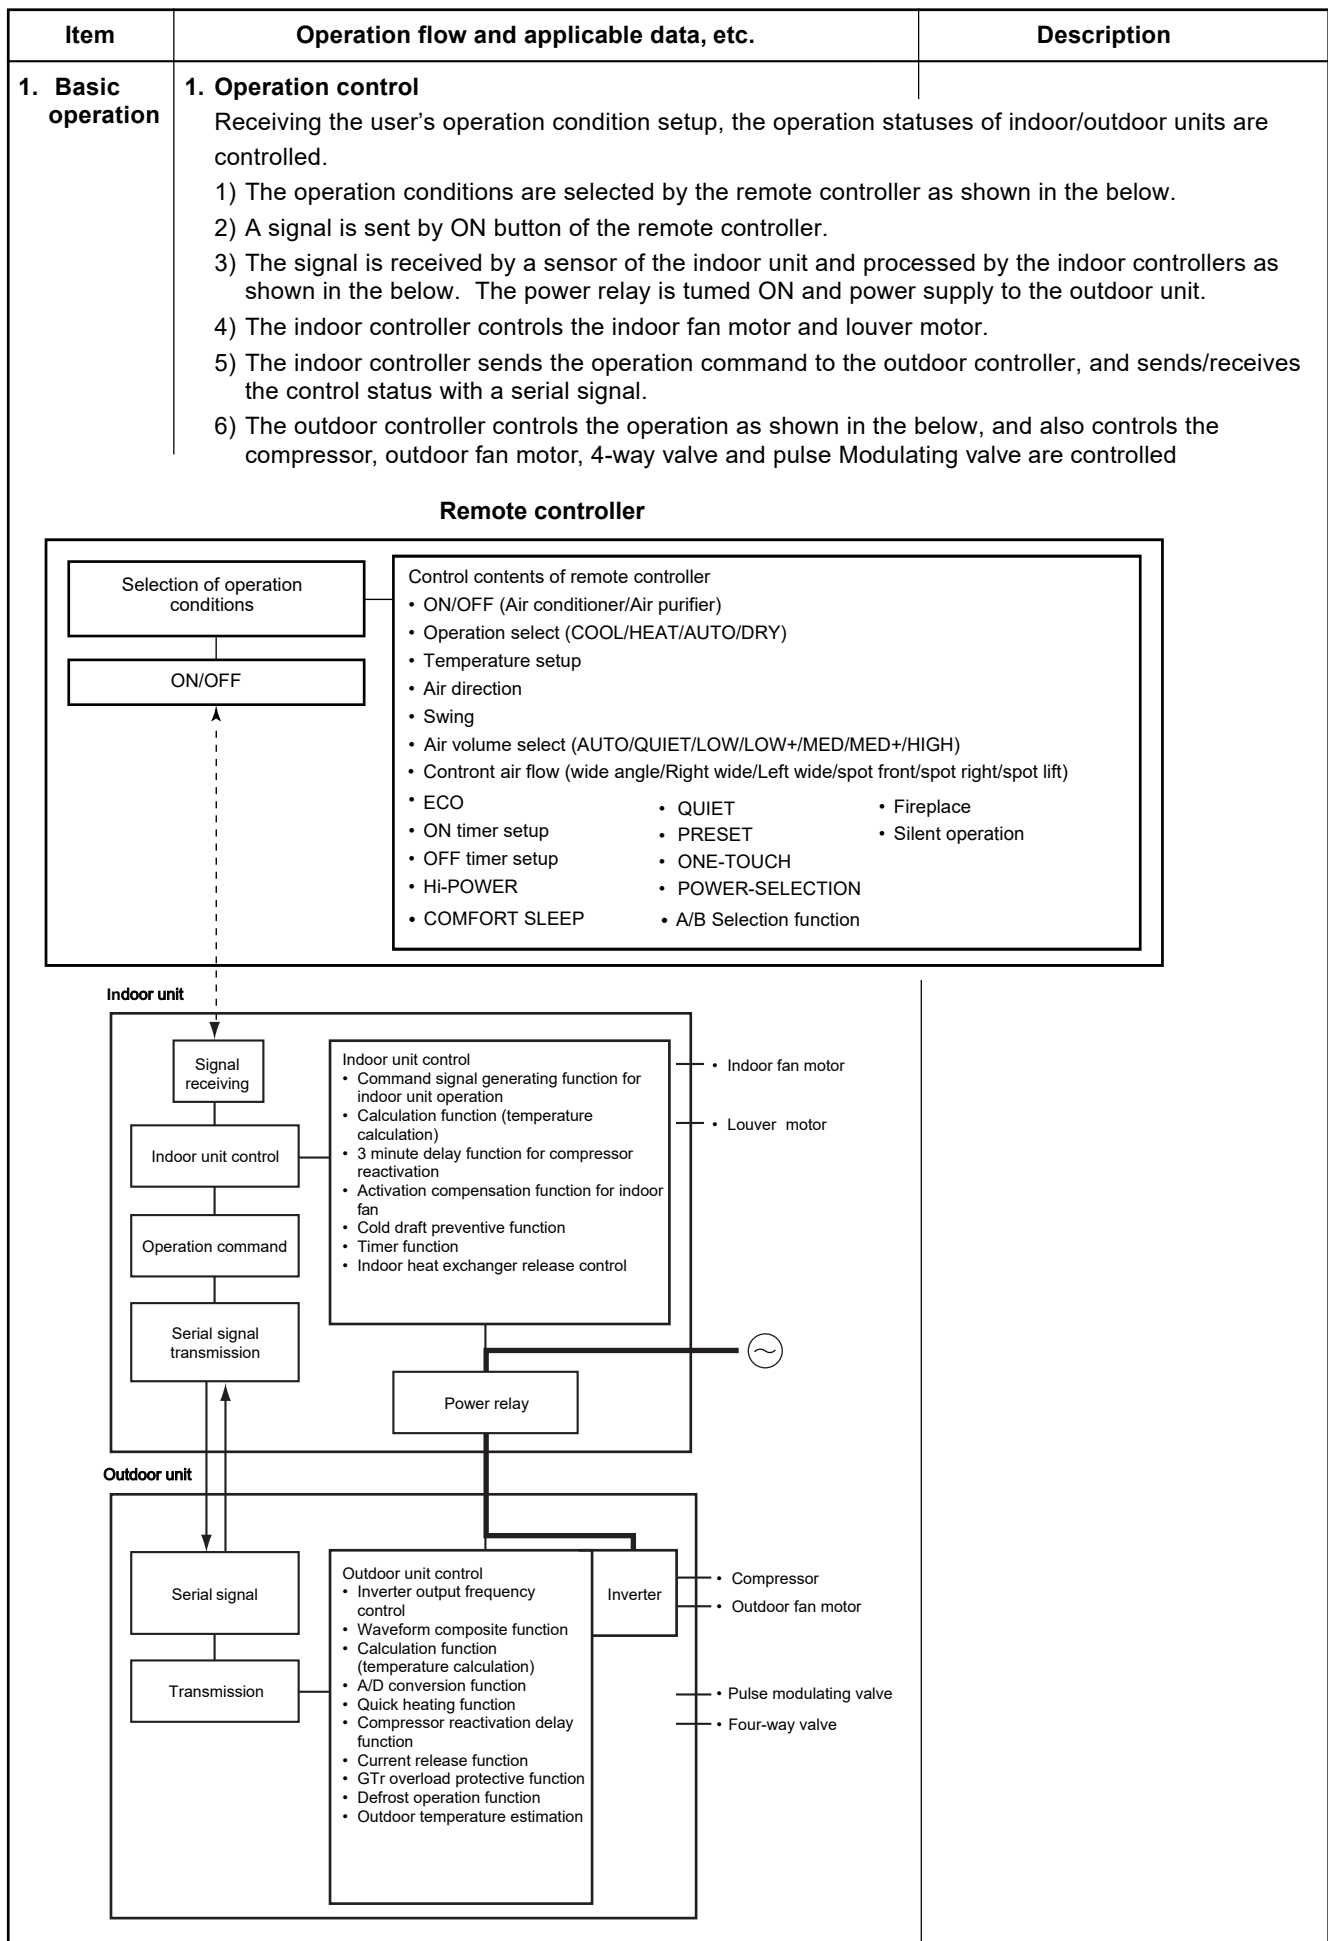 Item
Operation flow and applicable data, etc.
Description
1. Basic
operation
1. Operation control
Receiving the user's operation condition setup, the operation statuses of indoor/outdoor units are
controlled.
1) The operation conditions are selected by the remote controller as shown in the below.
2) A signal is sent by ON button of the remote controller.
3) The signal is received by a sensor of the indoor unit and processed by the indoor controllers as
shown in the below. The power relay is tumed ON and power supply to the outdoor unit.
4) The indoor controller controls the indoor fan motor and louver motor.
5) The indoor controller sends the operation command to the outdoor controller, and sends/receives
the control status with a serial signal.
6) The outdoor controller controls the operation as shown in the below, and also controls the
compressor, outdoor fan motor, 4-way valve and pulse Modulating valve are controlled
Remote controller
Selection of operation
conditions
ON/OFF
Control contents of remote controller
• ON/OFF (Air conditioner/Air purifier)
• Operation select (COOL/HEAT/AUTO/DRY)
• Temperature setup
• Air direction
• Swing
• Air volume select (AUTO/QUIET/LOW/LOW+/MED/MED+/HIGH)
• Contront air flow (wide angle/Right wide/Left wide/spot front/spot right/spot lift)
• ECO
• ON timer setup
• OFF timer setup
• Hi-POWER
• COMFORT SLEEP
• QUIET
• PRESET
• ONE-TOUCH
• POWER-SELECTION
• A/B Selection function
• Fireplace
• Silent operation
Indoor unit
Signal
receiving
Indoor unit control
Operation command
Serial signal
transmission
Indoor unit control
• Command signal generating function for
indoor unit operation
• Calculation function (temperature
calculation)
• 3 minute delay function for compressor
reactivation
• Activation compensation function for indoor
fan
• Cold draft preventive function
• Timer function
• Indoor heat exchanger release control
• Indoor fan motor
• Louver motor
Power relay
Outdoor unit
Serial signal
Transmission
Outdoor unit control
• Inverter output frequency
control
• Waveform composite function
• Calculation function
(temperature calculation)
• A/D conversion function
• Quick heating function
• Compressor reactivation delay
function
• Current release function
• GTr overload protective function
• Defrost operation function
• Outdoor temperature estimation
Inverter
• Compressor
• Outdoor fan motor
• Pulse modulating valve
• Four-way valve